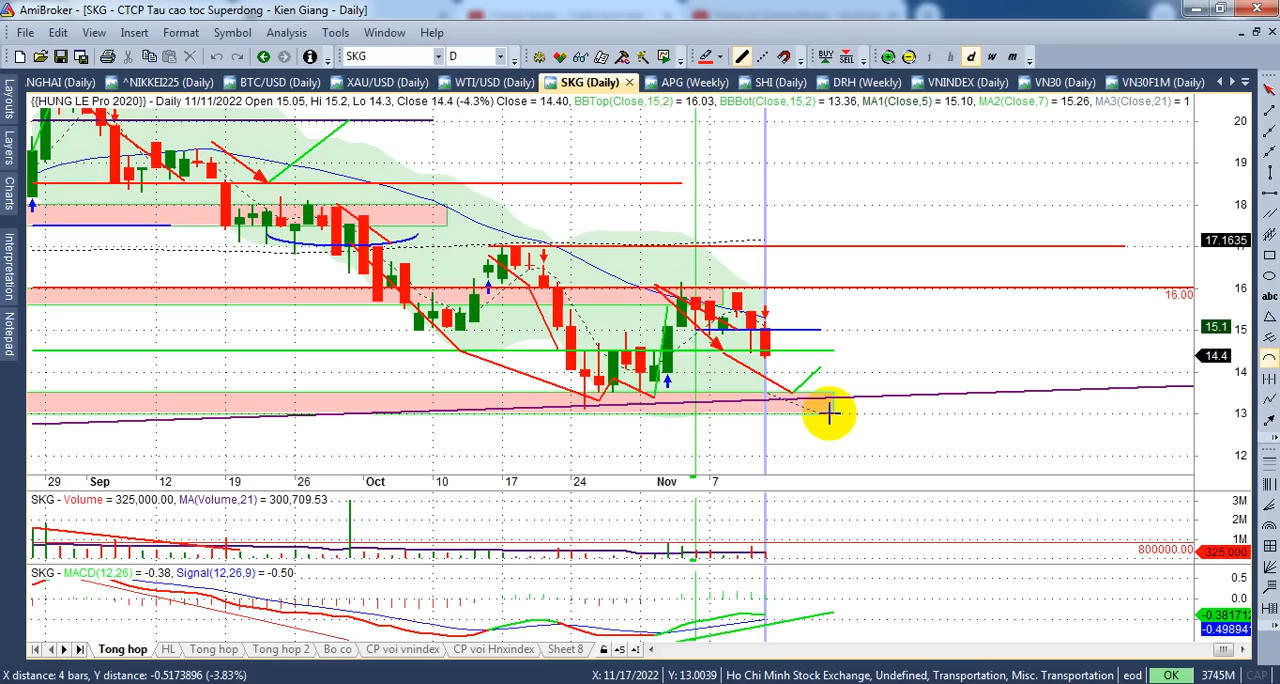 AmiBroker - [SKG - CTCP Tau cao toc Superdong - Kien Giang - Daily]
File Edit View Insert Format Symbol Analysis Tools Window Help
SKG D BUY SELL i h d w m
NGHAI (Daily) ^NIKKEI225 (Daily) BTC/USD (Daily) XAU/USD (Daily) WTI/USD (Daily) SKG (Daily) APG (Weekly) SHI (Daily) DRH (Weekly) VNINDEX (Daily) VN30 (Daily) VN30F1M (Daily)
{{HUNG LE Pro 2020}} - Daily 11/11/2022 Open 15.05, Hi 15.2, Lo 14.3, Close 14.4 (-4.3%) Close = 14.40, BBTop(Close,15,2) = 16.03, BBBot(Close,15,2) = 13.36, MA1(Close,5) = 15.10, MA2(Close,7) = 15.26, MA3(Close,21) = 1
Layouts
Layers
Charts
Interpretation
Notepad
abc
20
19
18
17.1635
16
16.00
15.1
15
14.4
14
13
12
29 Sep 12 19 26 Oct 10 17 24 Nov 7
SKG - Volume = 325,000.00, MA(Volume,21) = 300,709.53
3M
2M
1M
800000.00
325,000
SKG - MACD(12,26) = -0.38, Signal(12,26,9) = -0.50
0.5
0.0
-0.381712
-0.49894
Tong hop HL Tong hop Tong hop 2 Bo co CP voi vnindex CP voi Hnxindex Sheet 8
X distance: 4 bars, Y distance: -0.5173896 (-3.83%) X: 11/17/2022 Y: 13.0039 Ho Chi Minh Stock Exchange, Undefined, Transportation, Misc. Transportation eod OK 3745M CAP